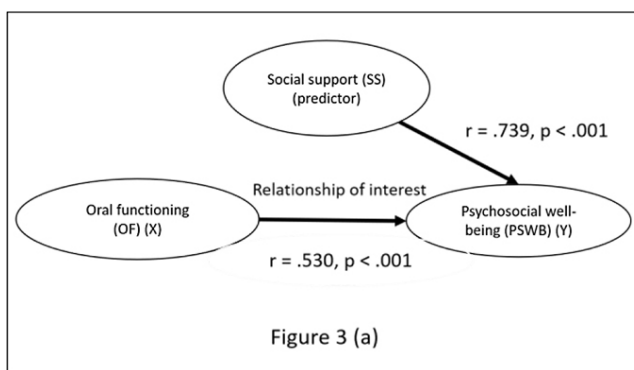 Social support (SS)
(predictor)
r = .739, p < .001
Relationship of interest
Oral functioning
(OF) (X)
Psychosocial well-
being (PSWB) (Y)
r = .530, p < .001
Figure 3 (a)